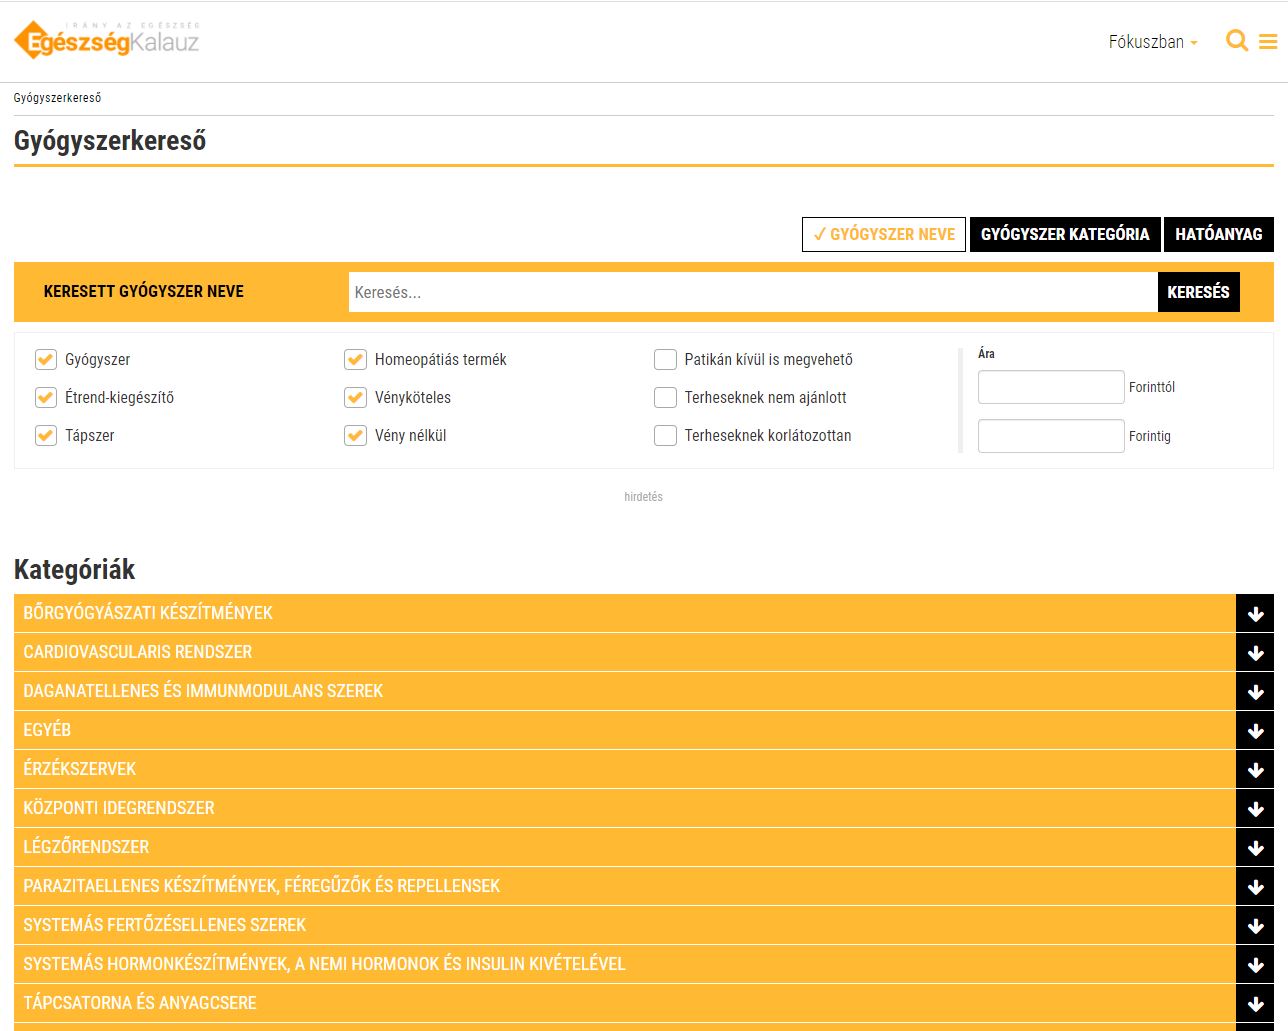 IRÁNY AZ EGÉSZSÉG
EgészségKalauz
Fókuszban
Gyógyszerkereső
Gyógyszerkereső
✓ GYÓGYSZER NEVE
GYÓGYSZER KATEGÓRIA
HATÓANYAG
KERESETT GYÓGYSZER NEVE
Keresés...
KERESÉS
Gyógyszer
Homeopátiás termék
Patikán kívül is megvehető
Étrend-kiegészítő
Vényköteles
Terheseknek nem ajánlott
Tápszer
Vény nélkül
Terheseknek korlátozottan
Ára
Forinttól
Forintig
hirdetés
Kategóriák
BŐRGYÓGYÁSZATI KÉSZÍTMÉNYEK
CARDIOVASCULARIS RENDSZER
DAGANATELLENES ÉS IMMUNMODULANS SZEREK
EGYÉB
ÉRZÉKSZERVEK
KÖZPONTI IDEGRENDSZER
LÉGZŐRENDSZER
PARAZITAELLENES KÉSZÍTMÉNYEK, FÉREGŰZŐK ÉS REPELLENSEK
SYSTEMÁS FERTŐZÉSELLENES SZEREK
SYSTEMÁS HORMONKÉSZÍTMÉNYEK, A NEMI HORMONOK ÉS INSULIN KIVÉTELÉVEL
TÁPCSATORNA ÉS ANYAGCSERE